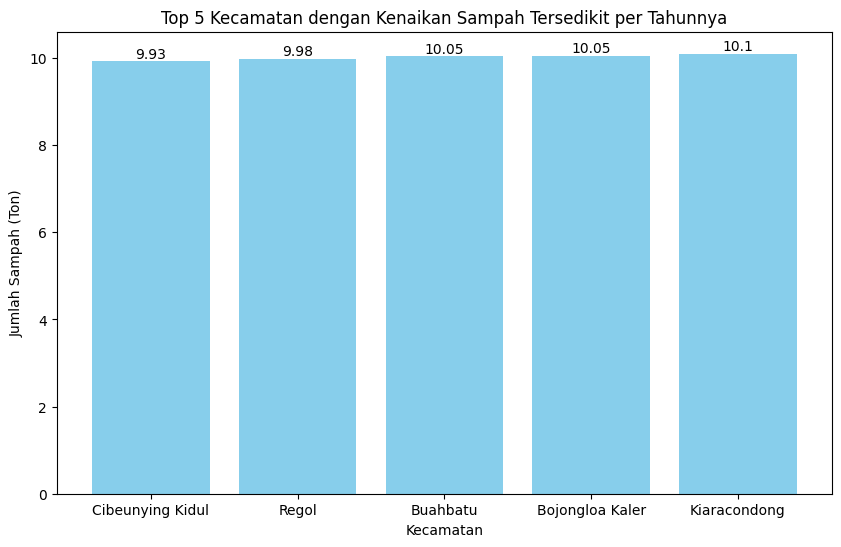 Top 5 Kecamatan dengan Kenaikan Sampah Tersedikit per Tahunnya
Jumlah Sampah (Ton)
10
8
6
4
2
0
9.93
9.98
10.05
10.05
10.1
Cibeunying Kidul
Regol
Buahbatu
Bojongloa Kaler
Kiaracondong
Kecamatan